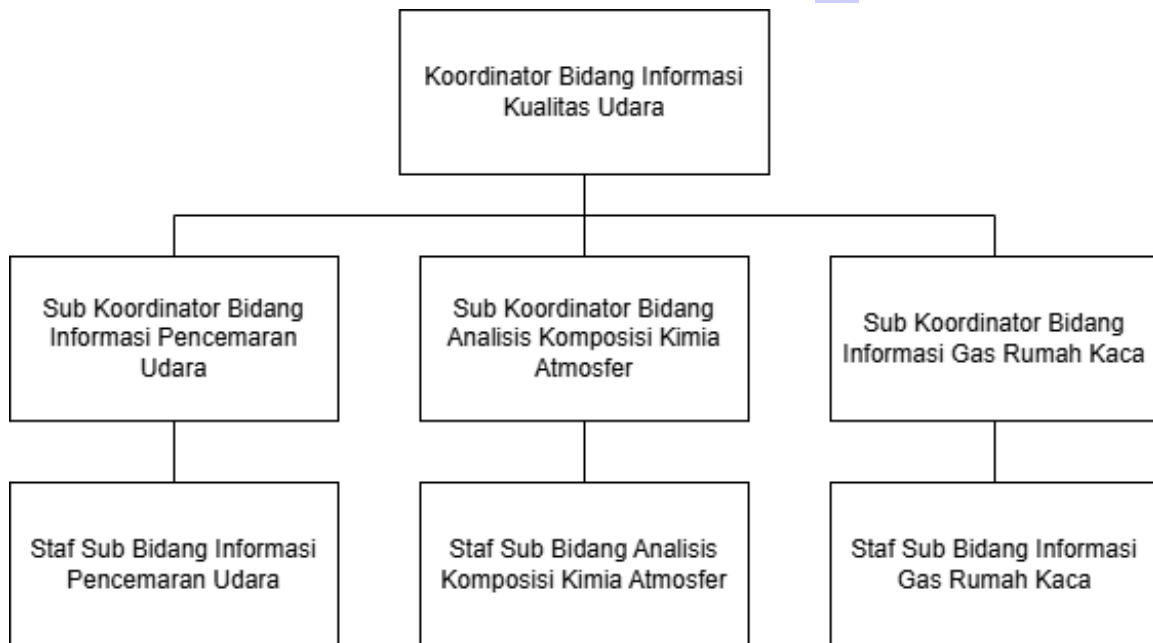 Koordinator Bidang Informasi
Kualitas Udara
Sub Koordinator Bidang
Informasi Pencemaran
Udara
Sub Koordinator Bidang
Analisis Komposisi Kimia
Atmosfer
Sub Koordinator Bidang
Informasi Gas Rumah Kaca
Staf Sub Bidang Informasi
Pencemaran Udara
Staf Sub Bidang Analisis
Komposisi Kimia Atmosfer
Staf Sub Bidang Informasi
Gas Rumah Kaca